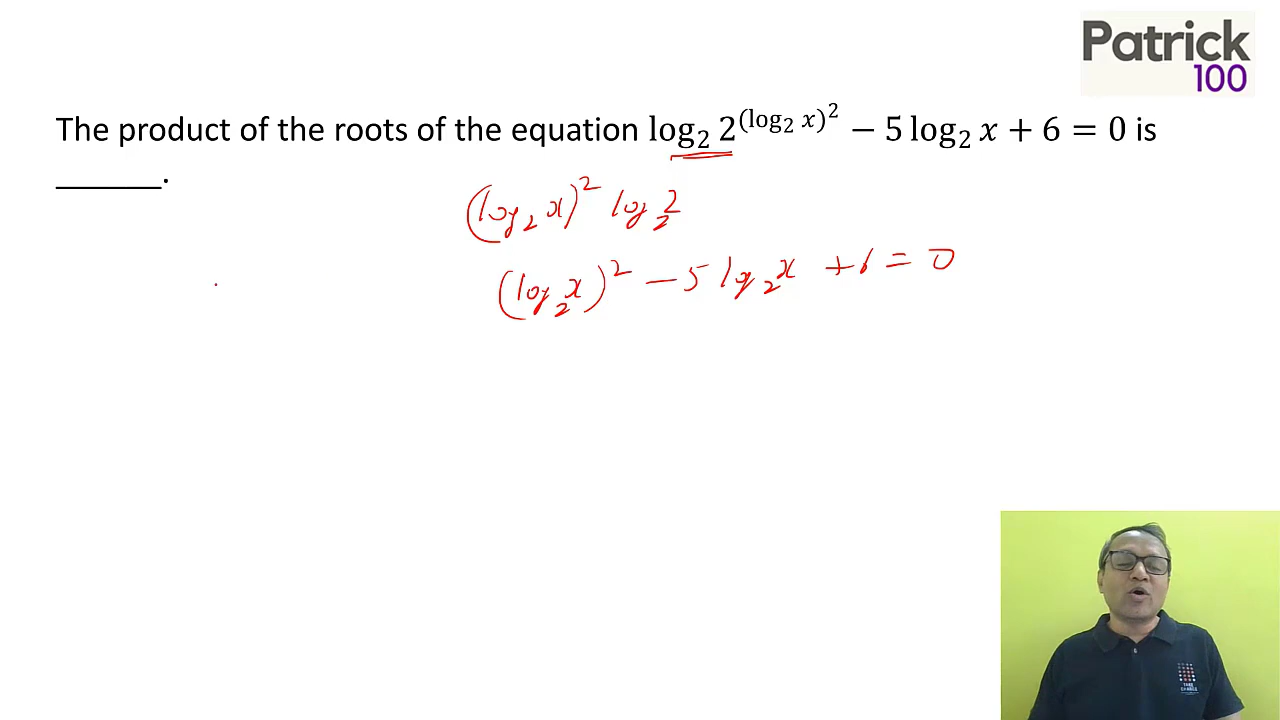 Patrick
100
The product of the roots of the equation log₂ 2^((log₂ x)²) − 5 log₂ x + 6 = 0 is
______.
(log₂ x)² log₂ 2
(log₂ x)² − 5 log₂ x + 6 = 0